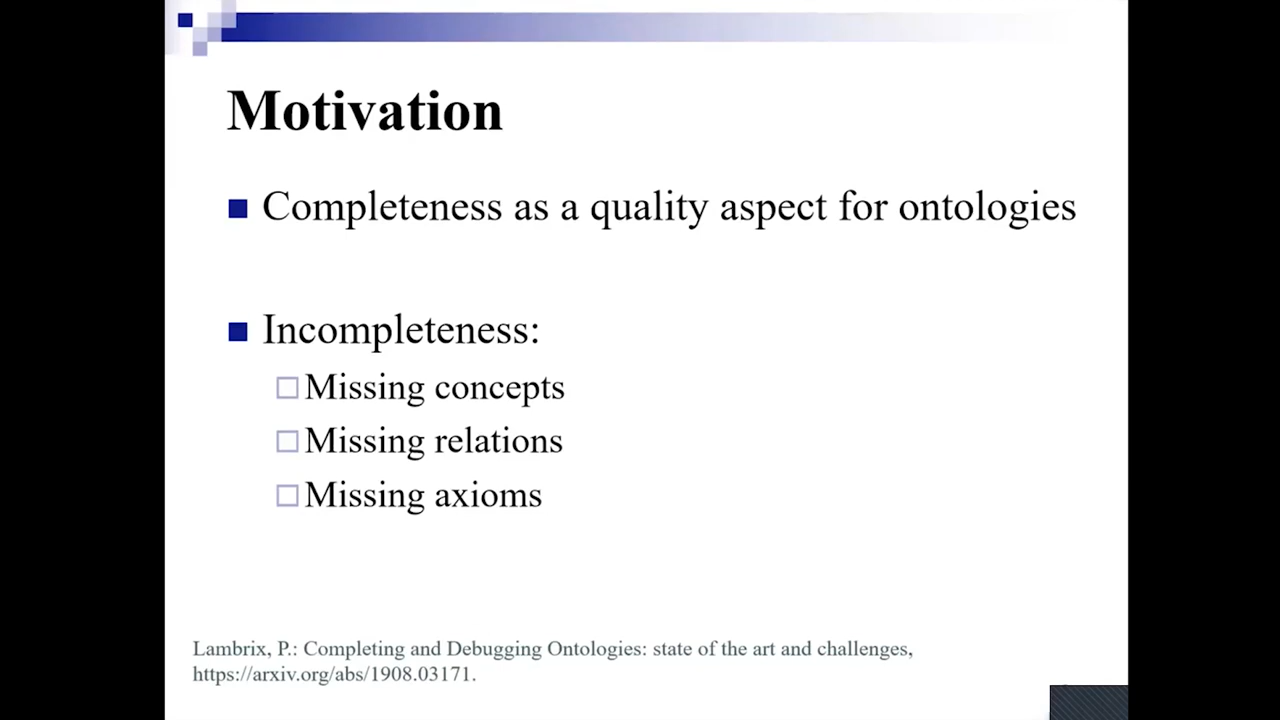 Motivation
Completeness as a quality aspect for ontologies
Incompleteness:
Missing concepts
Missing relations
Missing axioms
Lambrix, P.: Completing and Debugging Ontologies: state of the art and challenges,
https://arxiv.org/abs/1908.03171.